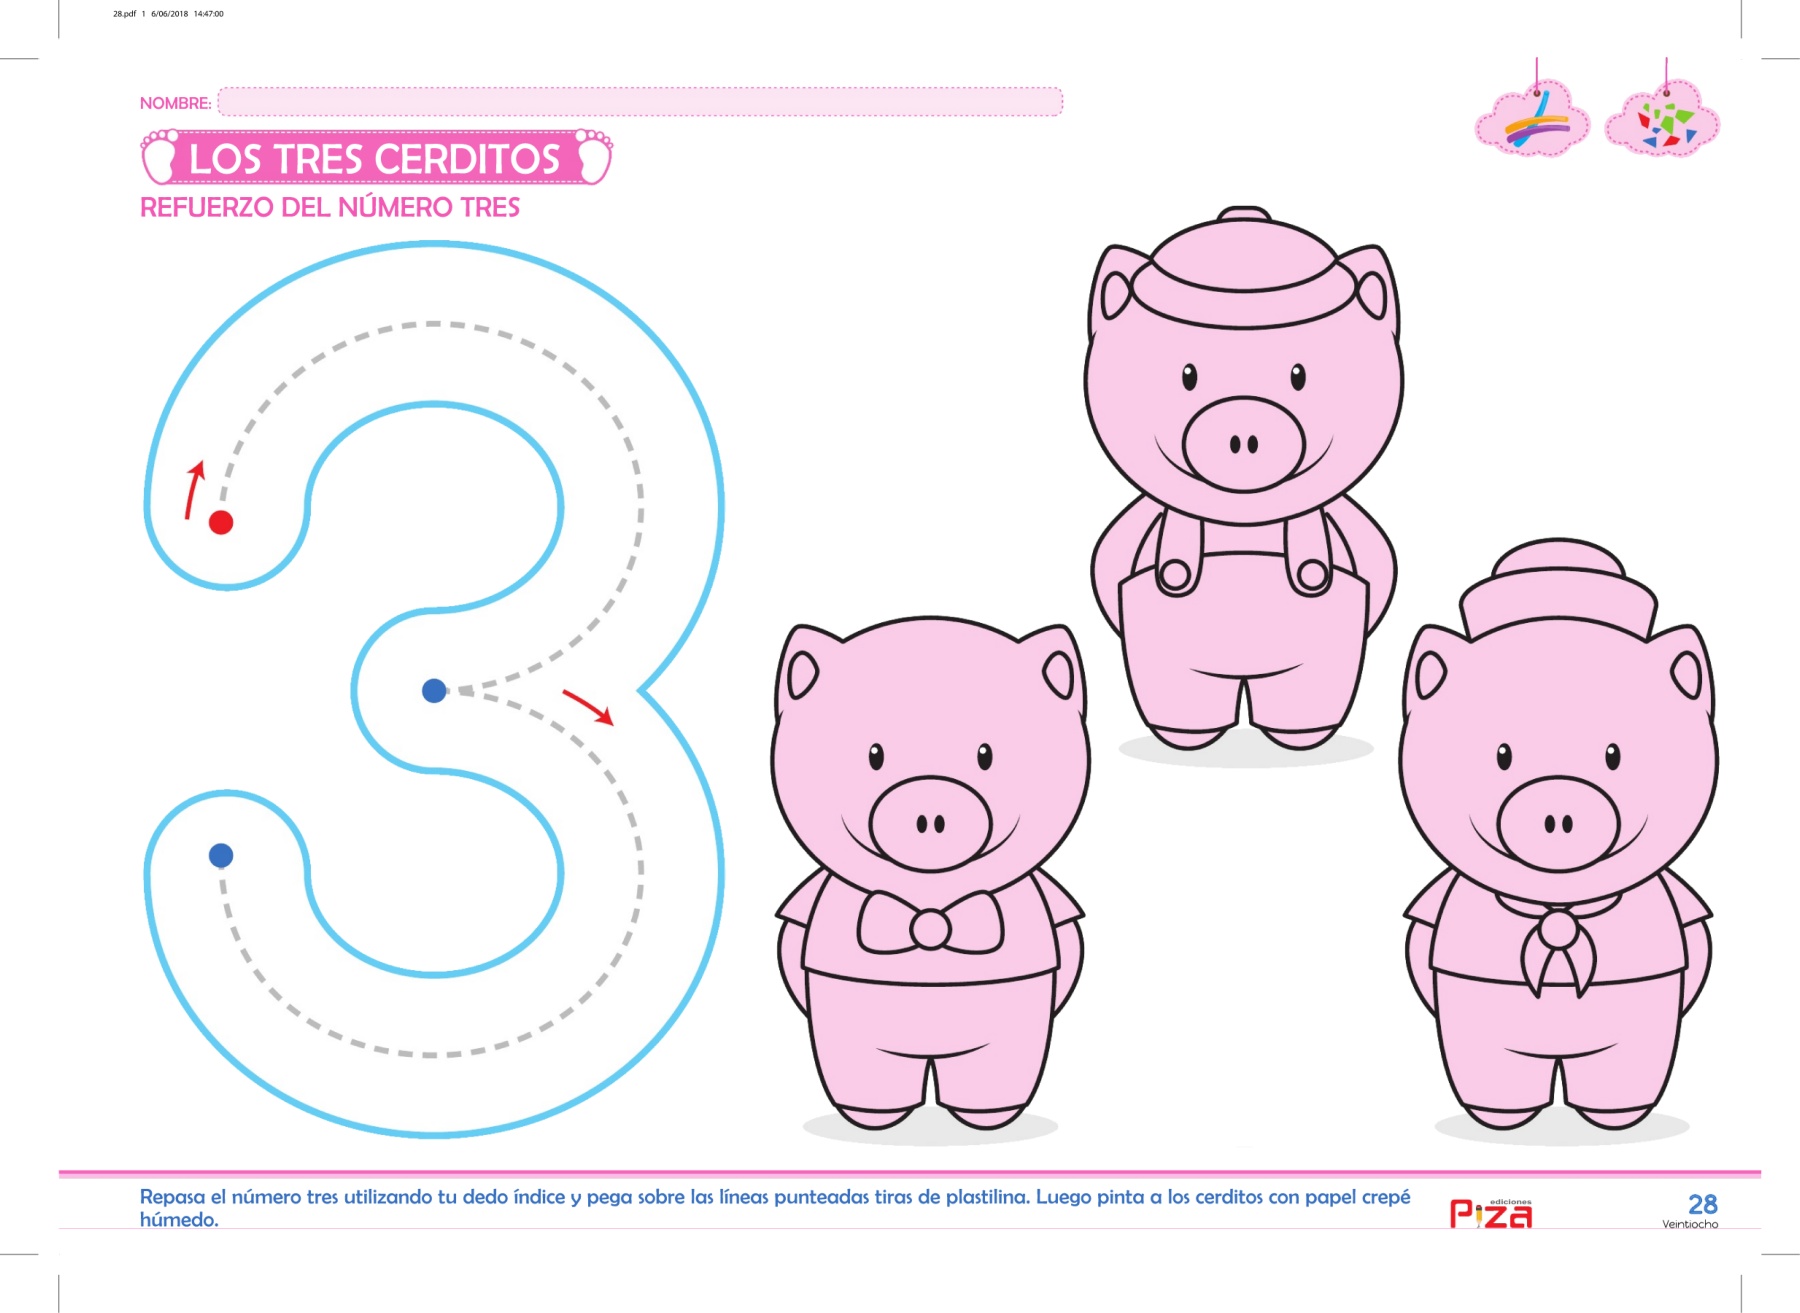 28.pdf 1 6/06/2018 14:47:00
NOMBRE:
LOS TRES CERDITOS
REFUERZO DEL NÚMERO TRES
3
Repasa el número tres utilizando tu dedo índice y pega sobre las líneas punteadas tiras de plastilina. Luego pinta a los cerditos con papel crepé
húmedo.
ediciones
Piza
28
Veintiocho